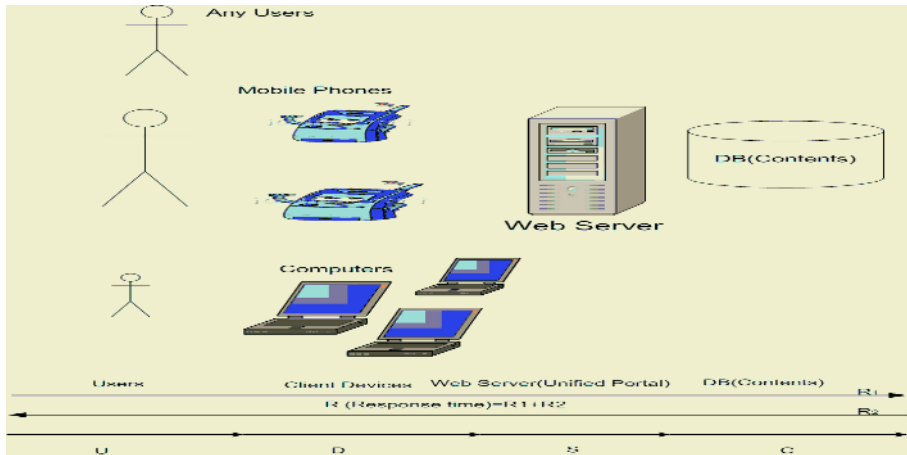 Any Users
Mobile Phones
DB(Contents)
Web Server
Computers
Users Client Devices Web Server(Unified Portal) DB(Contents)
R1
R (Response time)=R1+R2
R2
U D S C